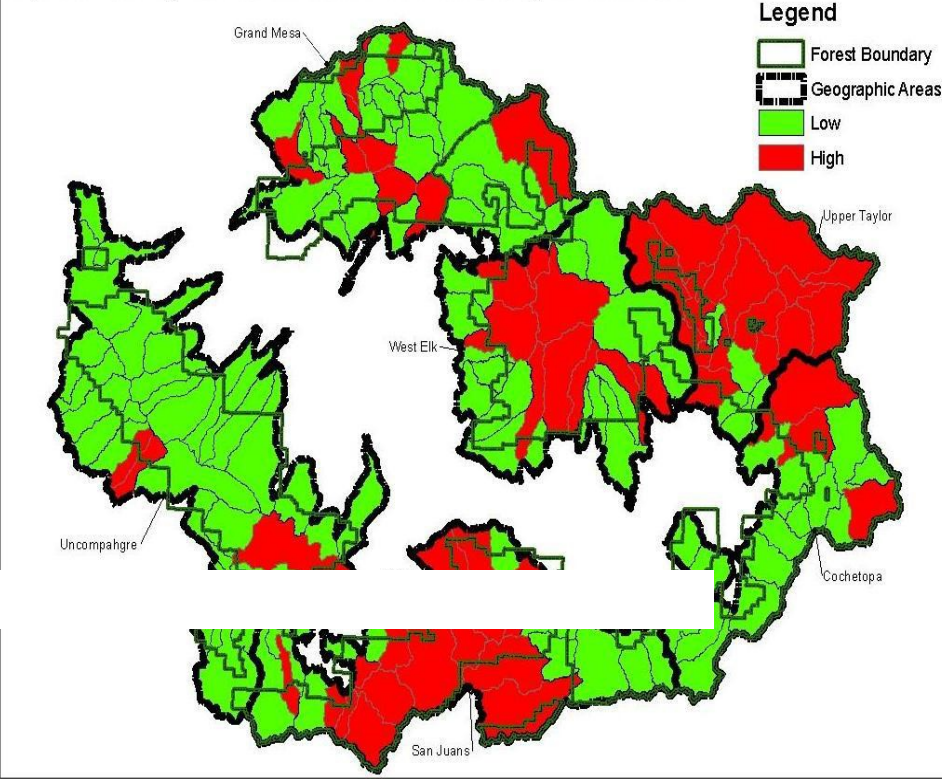 Legend
Forest Boundary
Geographic Areas
Low
High
Grand Mesa
Upper Taylor
West Elk
Uncompahgre
Cochetopa
San Juans